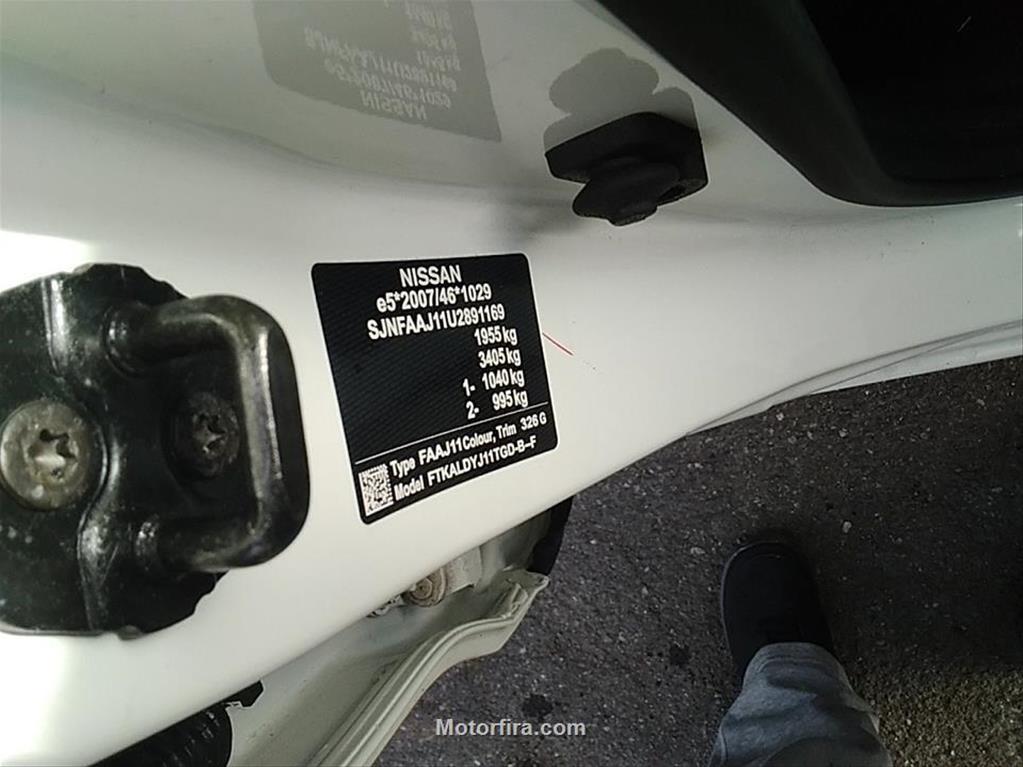 NISSAN
e5*2007/46*1029
SJNFAAJ11U2891169
1955 kg
3405 kg
1- 1040 kg
2- 995 kg
Type FAAJ11 Colour, Trim 326 G
Model FTKALDYJ11TGD-B--F
Motorfira.com